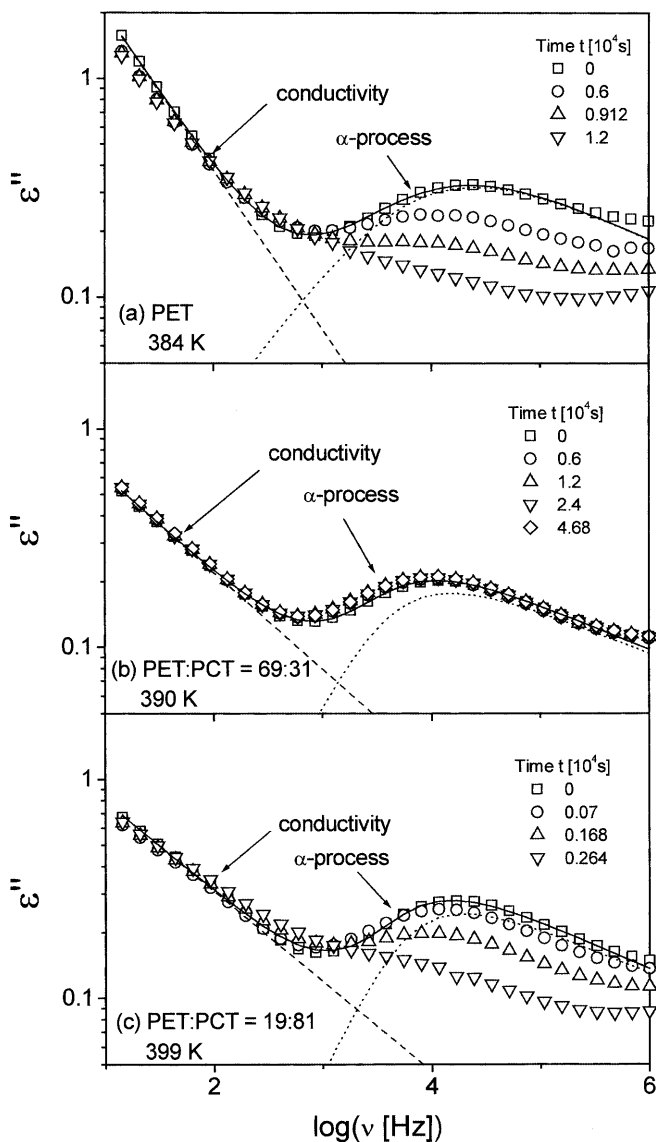 Time t [10⁴s]
0
0.6
0.912
1.2
conductivity
α-process
1
0.1
ε"
(a) PET
384 K
Time t [10⁴s]
0
0.6
1.2
2.4
4.68
conductivity
α-process
1
0.1
ε"
(b) PET:PCT = 69:31
390 K
Time t [10⁴s]
0
0.07
0.168
0.264
conductivity
α-process
1
0.1
ε"
(c) PET:PCT = 19:81
399 K
2 4 6
log(ν [Hz])